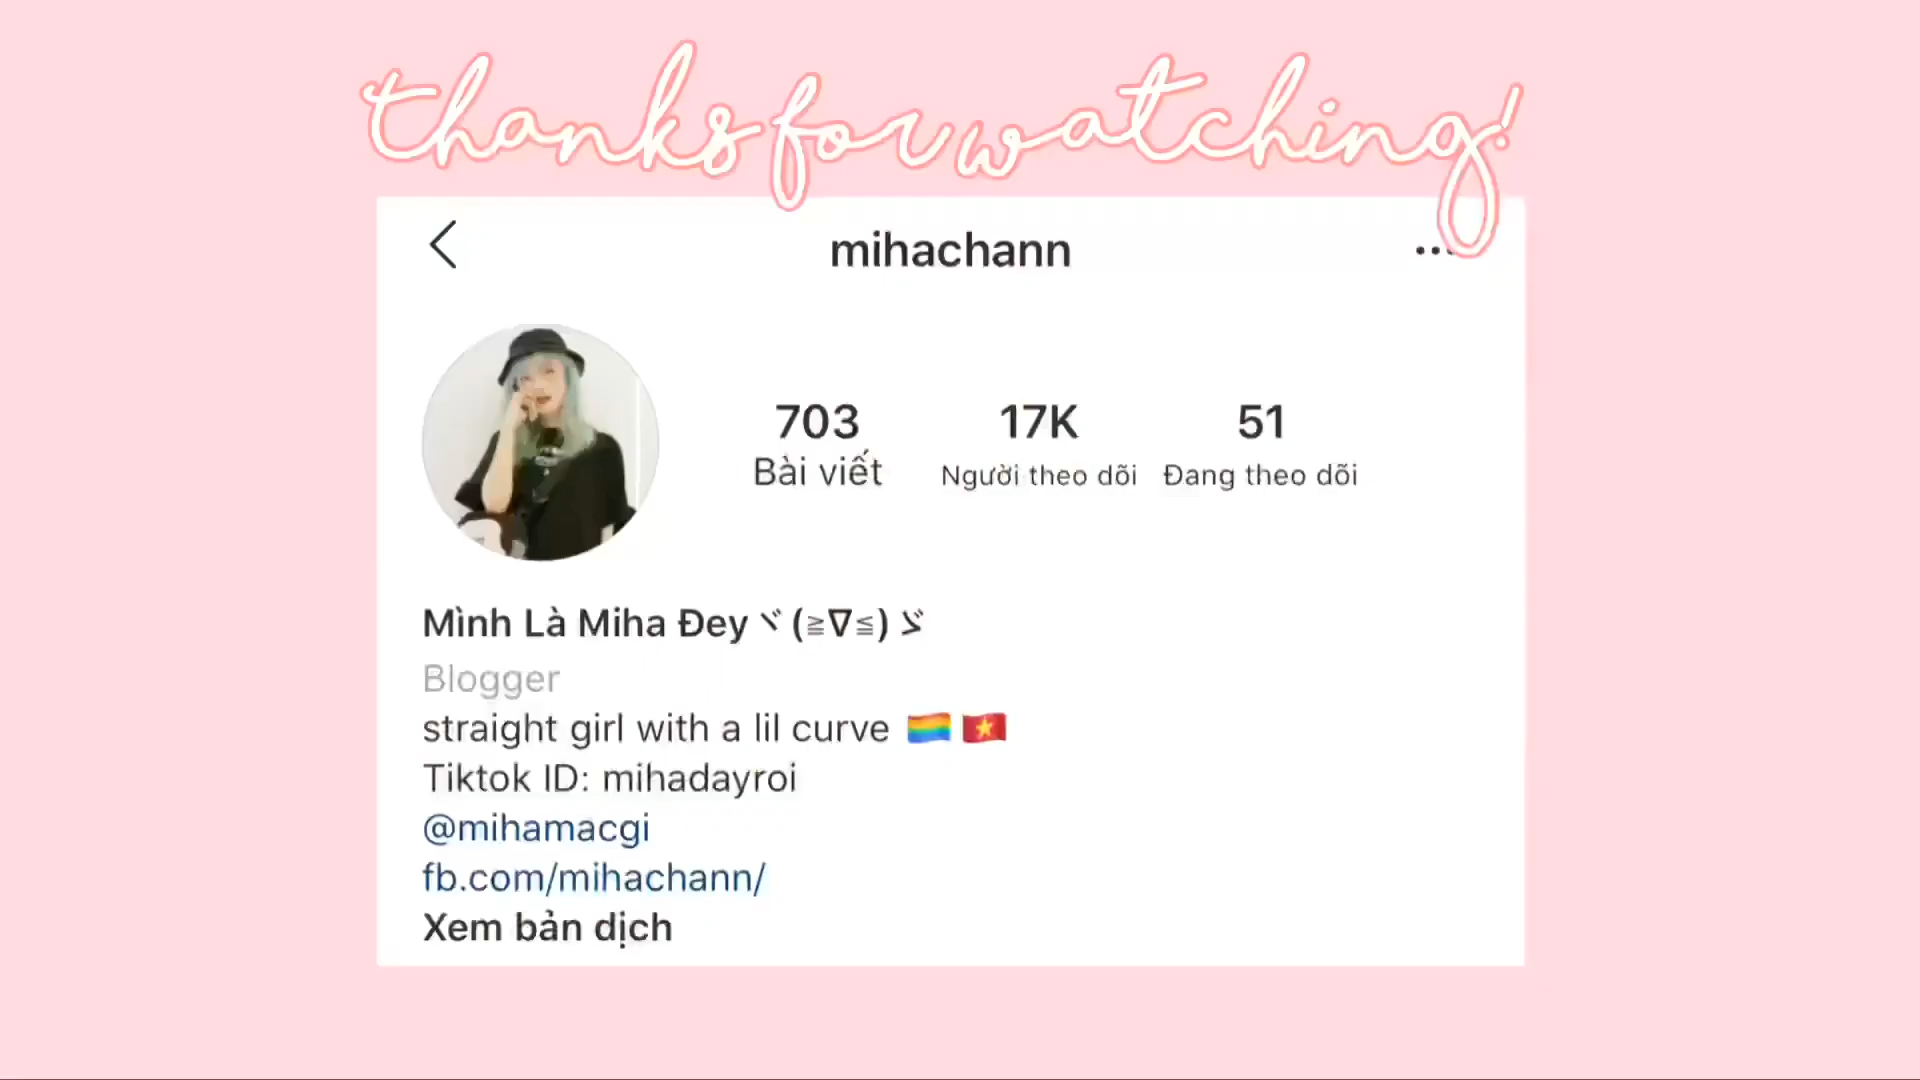 thanks for watching!
mihachann
703 17K 51
Bài viết Người theo dõi Đang theo dõi
Mình Là Miha Đey ヾ(≧∇≦)ゞ
Blogger
straight girl with a lil curve 🏳️‍🌈 🇻🇳
Tiktok ID: mihadayroi
@mihamacgi
fb.com/mihachann/
Xem bản dịch